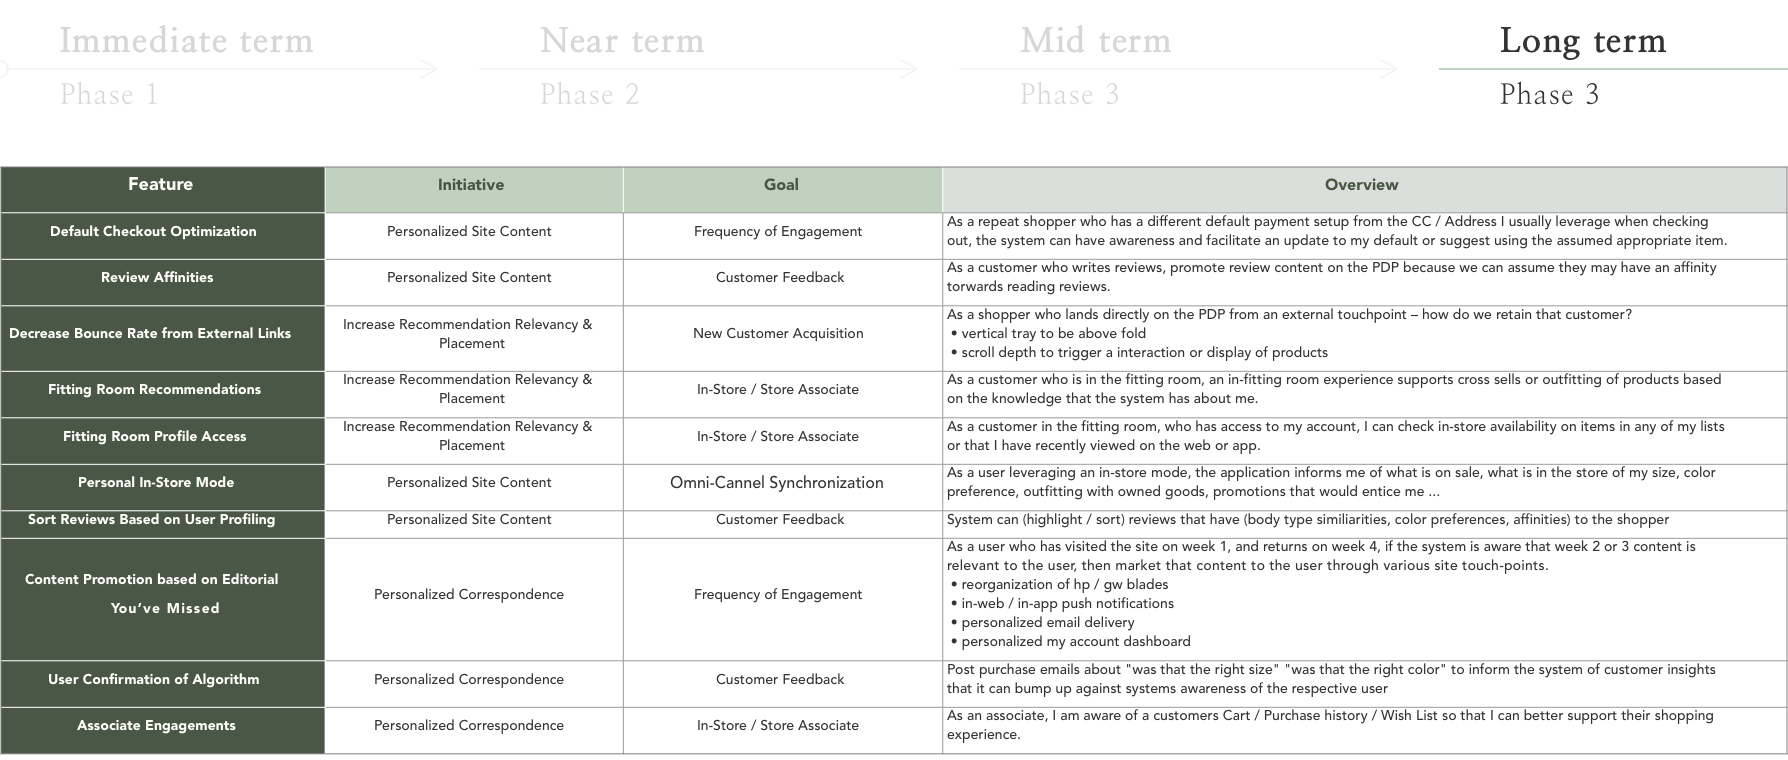 Immediate term
Near term
Mid term
Long term
Phase 1
Phase 2
Phase 3
Phase 3
Feature
Initiative
Goal
Overview
Default Checkout Optimization
Personalized Site Content
Frequency of Engagement
As a repeat shopper who has a different default payment setup from the CC / Address I usually leverage when checking
out, the system can have awareness and facilitate an update to my default or suggest using the assumed appropriate item.
Review Affinities
Personalized Site Content
Customer Feedback
As a customer who writes reviews, promote review content on the PDP because we can assume they may have an affinity
torwards reading reviews.
Decrease Bounce Rate from External Links
Increase Recommendation Relevancy &
Placement
New Customer Acquisition
As a shopper who lands directly on the PDP from an external touchpoint – how do we retain that customer?
• vertical tray to be above fold
• scroll depth to trigger a interaction or display of products
Fitting Room Recommendations
Increase Recommendation Relevancy &
Placement
In-Store / Store Associate
As a customer who is in the fitting room, an in-fitting room experience supports cross sells or outfitting of products based
on the knowledge that the system has about me.
Fitting Room Profile Access
Increase Recommendation Relevancy &
Placement
In-Store / Store Associate
As a customer in the fitting room, who has access to my account, I can check in-store availability on items in any of my lists
or that I have recently viewed on the web or app.
Personal In-Store Mode
Personalized Site Content
Omni-Cannel Synchronization
As a user leveraging an in-store mode, the application informs me of what is on sale, what is in the store of my size, color
preference, outfitting with owned goods, promotions that would entice me ...
Sort Reviews Based on User Profiling
Personalized Site Content
Customer Feedback
System can (highlight / sort) reviews that have (body type similiarities, color preferences, affinities) to the shopper
Content Promotion based on Editorial
You’ve Missed
Personalized Correspondence
Frequency of Engagement
As a user who has visited the site on week 1, and returns on week 4, if the system is aware that week 2 or 3 content is
relevant to the user, then market that content to the user through various site touch-points.
• reorganization of hp / gw blades
• in-web / in-app push notifications
• personalized email delivery
• personalized my account dashboard
User Confirmation of Algorithm
Personalized Correspondence
Customer Feedback
Post purchase emails about "was that the right size" "was that the right color" to inform the system of customer insights
that it can bump up against systems awareness of the respective user
Associate Engagements
Personalized Correspondence
In-Store / Store Associate
As an associate, I am aware of a customers Cart / Purchase history / Wish List so that I can better support their shopping
experience.